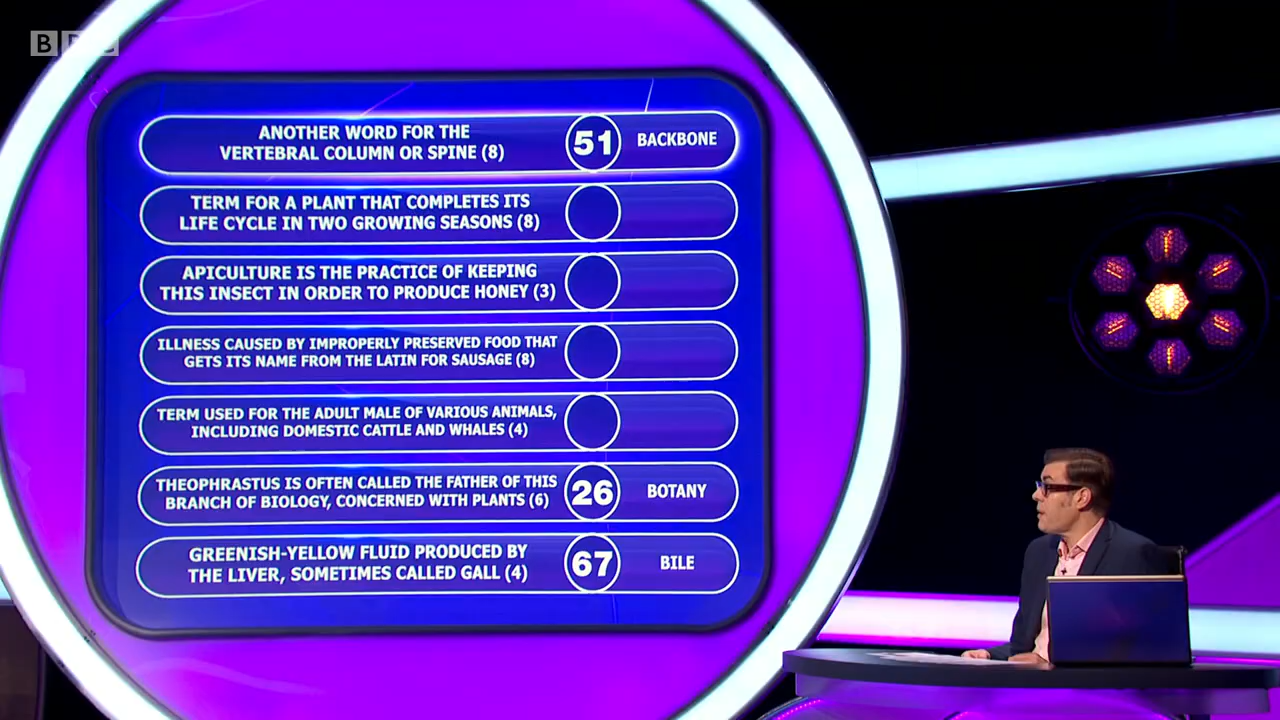 BBC
ANOTHER WORD FOR THE
VERTEBRAL COLUMN OR SPINE (8)
51
BACKBONE
TERM FOR A PLANT THAT COMPLETES ITS
LIFE CYCLE IN TWO GROWING SEASONS (8)
APICULTURE IS THE PRACTICE OF KEEPING
THIS INSECT IN ORDER TO PRODUCE HONEY (3)
ILLNESS CAUSED BY IMPROPERLY PRESERVED FOOD THAT
GETS ITS NAME FROM THE LATIN FOR SAUSAGE (8)
TERM USED FOR THE ADULT MALE OF VARIOUS ANIMALS,
INCLUDING DOMESTIC CATTLE AND WHALES (4)
THEOPHRASTUS IS OFTEN CALLED THE FATHER OF THIS
BRANCH OF BIOLOGY, CONCERNED WITH PLANTS (6)
26
BOTANY
GREENISH-YELLOW FLUID PRODUCED BY
THE LIVER, SOMETIMES CALLED GALL (4)
67
BILE